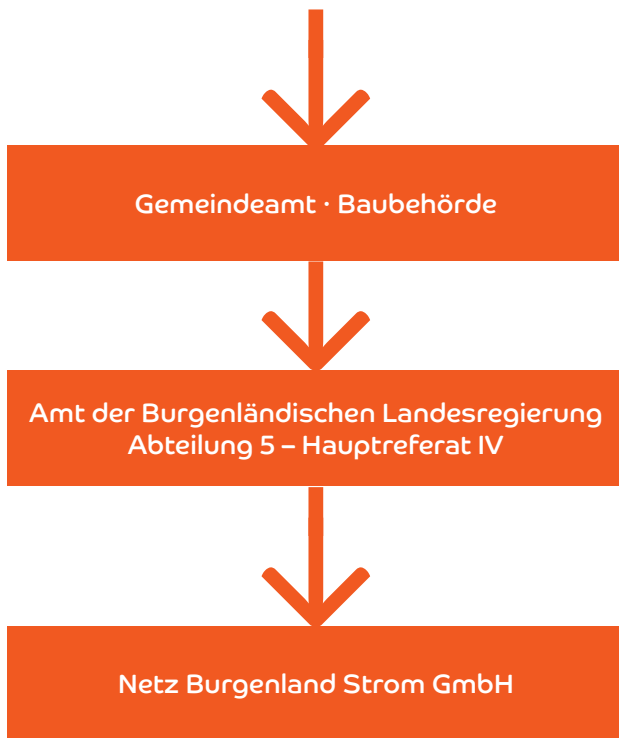 Gemeindeamt · Baubehörde
Amt der Burgenländischen Landesregierung
Abteilung 5 – Hauptreferat IV
Netz Burgenland Strom GmbH